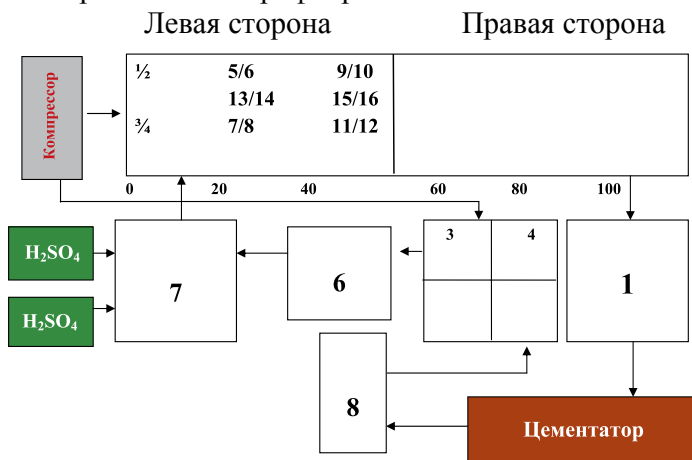 Левая сторона Правая сторона
Компрессор
½ 5/6 9/10
13/14 15/16
¾ 7/8 11/12
0 20 40 60 80 100
H₂SO₄
H₂SO₄
7
6
3 4
1
8
Цементатор